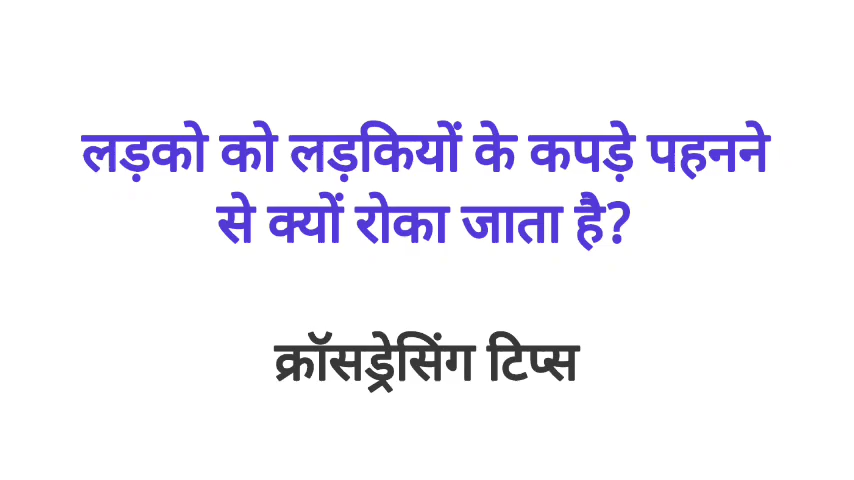 लड़को को लड़कियों के कपड़े पहनने
से क्यों रोका जाता है?
क्रॉसड्रेसिंग टिप्स